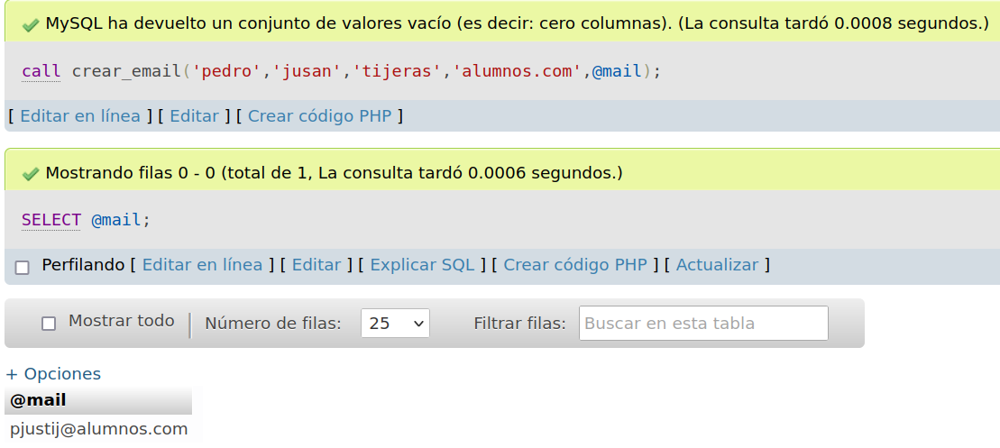 MySQL ha devuelto un conjunto de valores vacío (es decir: cero columnas). (La consulta tardó 0.0008 segundos.)
call crear_email('pedro','jusan','tijeras','alumnos.com',@mail);
[ Editar en línea ] [ Editar ] [ Crear código PHP ]
Mostrando filas 0 - 0 (total de 1, La consulta tardó 0.0006 segundos.)
SELECT @mail;
Perfilando [ Editar en línea ] [ Editar ] [ Explicar SQL ] [ Crear código PHP ] [ Actualizar ]
Mostrar todo Número de filas: 25 Filtrar filas: Buscar en esta tabla
+ Opciones
@mail
pjustij@alumnos.com